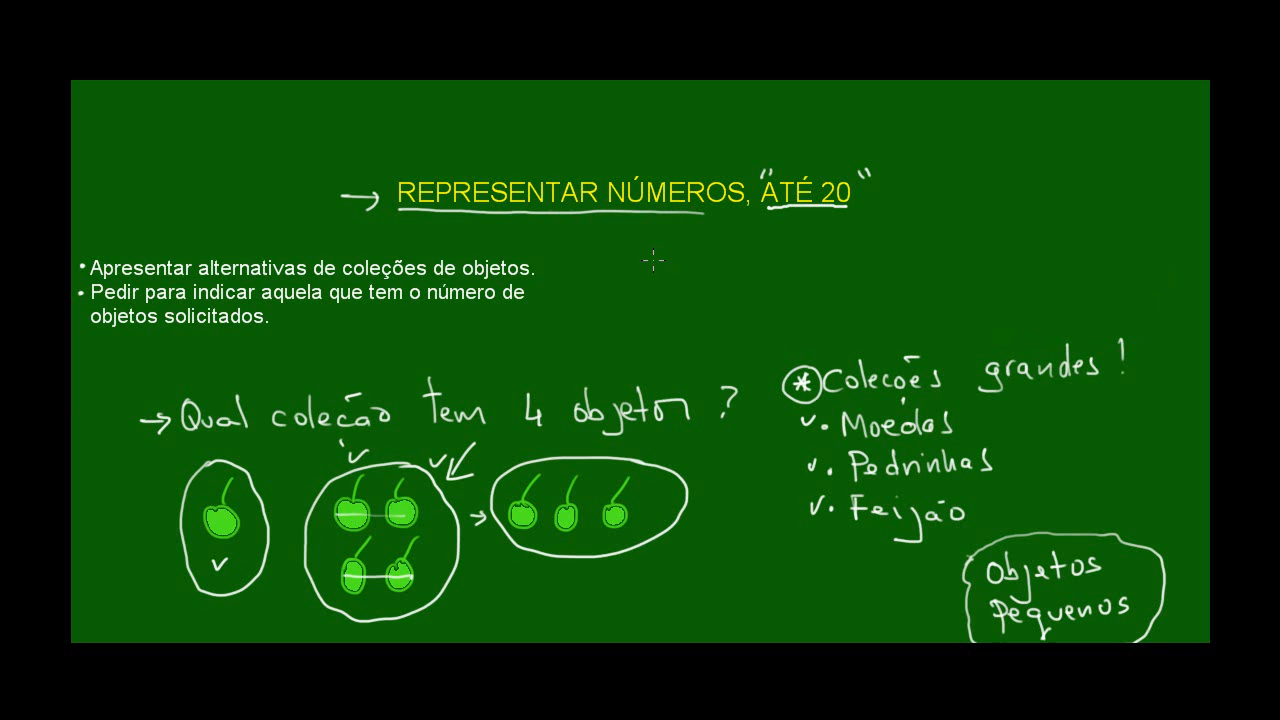 → REPRESENTAR NÚMEROS, "ATÉ 20"
• Apresentar alternativas de coleções de objetos.
• Pedir para indicar aquela que tem o número de
objetos solicitados.
→ Qual coleção tem 4 objetos ?
* Coleções grandes !
✓. Moedas
✓. Pedrinhas
✓. Feijão
Objetos
Pequenos